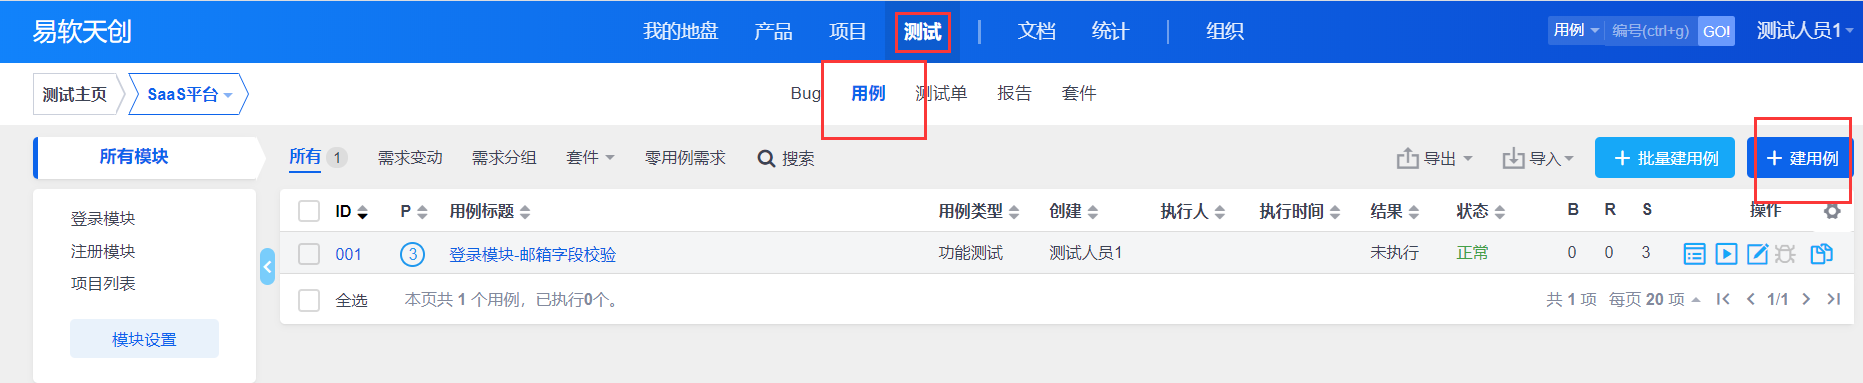 易软天创 我的地盘 产品 项目 测试 文档 统计 组织 用例 编号(ctrl+g) GO! 测试人员1
测试主页 SaaS平台 Bug 用例 测试单 报告 套件
所有模块 所有 1 需求变动 需求分组 套件 零用例需求 搜索 导出 导入 + 批量建用例 + 建用例
ID P 用例标题 用例类型 创建 执行人 执行时间 结果 状态 B R S 操作
登录模块
001 3 登录模块-邮箱字段校验 功能测试 测试人员1 未执行 正常 0 0 3
注册模块
项目列表
全选 本页共 1 个用例，已执行0个。 共 1 项 每页 20 项 1/1
模块设置